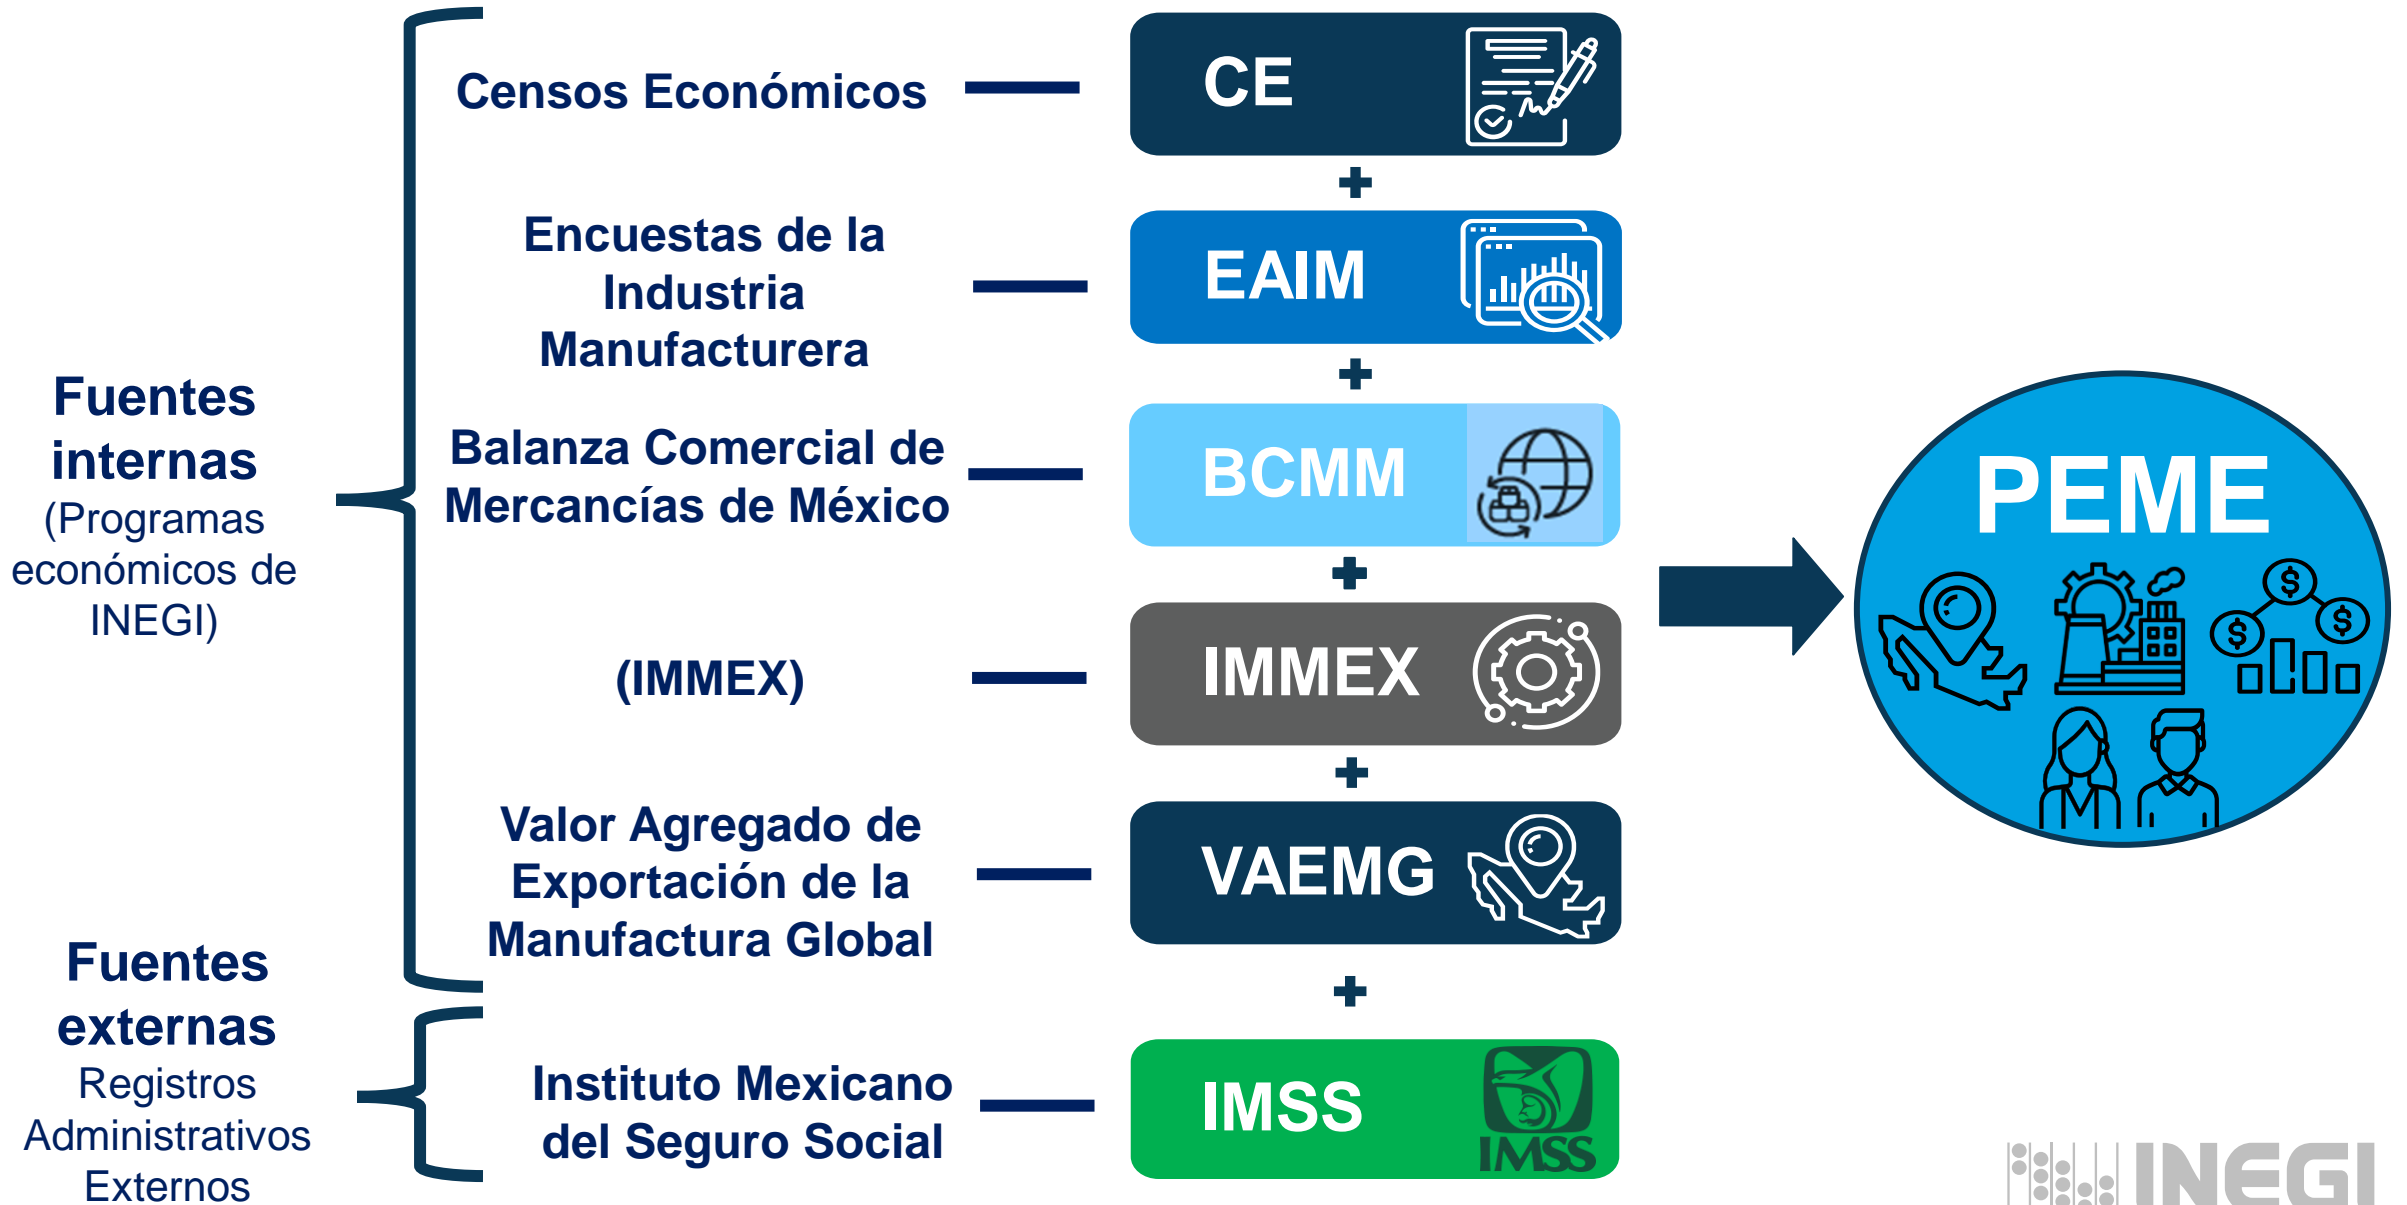 Fuentes
internas
(Programas
económicos de
INEGI)
Censos Económicos
CE
Encuestas de la
Industria
Manufacturera
EAIM
Balanza Comercial de
Mercancías de México
BCMM
(IMMEX)
IMMEX
Valor Agregado de
Exportación de la
Manufactura Global
VAEMG
Fuentes
externas
Registros
Administrativos
Externos
Instituto Mexicano
del Seguro Social
IMSS
IMSS
PEME
$
$
$
INEGI